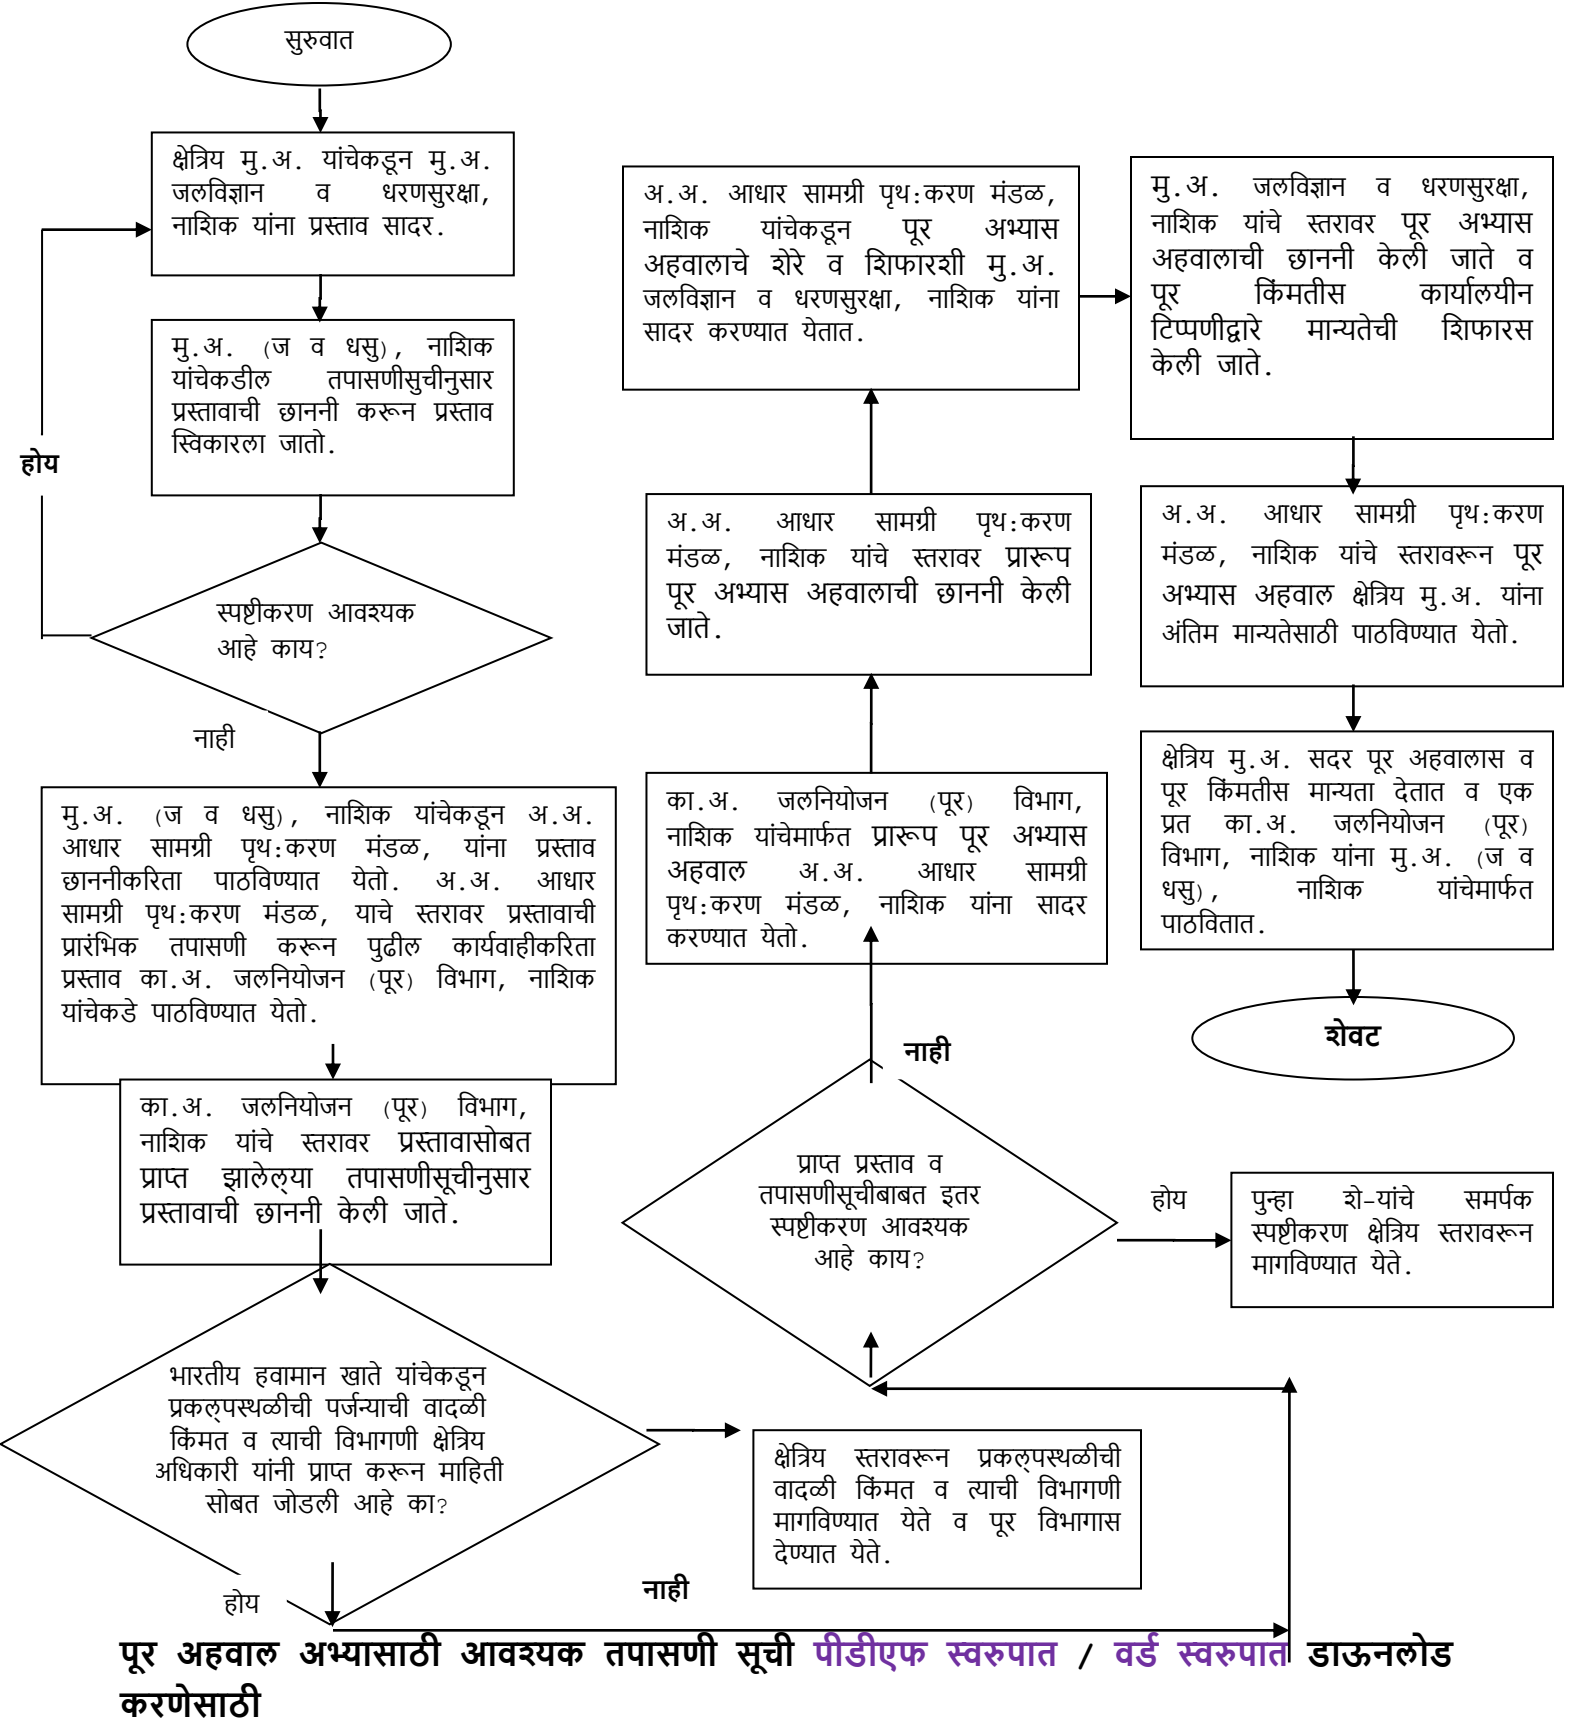 सुरुवात
क्षेत्रिय मु.अ. यांचेकडून मु.अ.
जलविज्ञान व धरणसुरक्षा,
नाशिक यांना प्रस्ताव सादर.
मु.अ. (ज व धसु), नाशिक
यांचेकडील तपासणीसुचीनुसार
प्रस्तावाची छाननी करून प्रस्ताव
स्विकारला जातो.
होय
स्पष्टीकरण आवश्यक
आहे काय?
नाही
मु.अ. (ज व धसु), नाशिक यांचेकडून अ.अ.
आधार सामग्री पृथ:करण मंडळ, यांना प्रस्ताव
छाननीकरिता पाठविण्यात येतो. अ.अ. आधार
सामग्री पृथ:करण मंडळ, याचे स्तरावर प्रस्तावाची
प्रारंभिक तपासणी करून पुढील कार्यवाहीकरिता
प्रस्ताव का.अ. जलनियोजन (पूर) विभाग, नाशिक
यांचेकडे पाठविण्यात येतो.
का.अ. जलनियोजन (पूर) विभाग,
नाशिक यांचे स्तरावर प्रस्तावासोबत
प्राप्त झालेल्या तपासणीसूचीनुसार
प्रस्तावाची छाननी केली जाते.
भारतीय हवामान खाते यांचेकडून
प्रकल्पस्थळीची पर्जन्याची वादळी
किंमत व त्याची विभागणी क्षेत्रिय
अधिकारी यांनी प्राप्त करून माहिती
सोबत जोडली आहे का?
होय
नाही
क्षेत्रिय स्तरावरून प्रकल्पस्थळीची
वादळी किंमत व त्याची विभागणी
मागविण्यात येते व पूर विभागास
देण्यात येते.
प्राप्त प्रस्ताव व
तपासणीसूचीबाबत इतर
स्पष्टीकरण आवश्यक
आहे काय?
होय
पुन्हा शे-यांचे समर्पक
स्पष्टीकरण क्षेत्रिय स्तरावरून
मागविण्यात येते.
नाही
का.अ. जलनियोजन (पूर) विभाग,
नाशिक यांचेमार्फत प्रारूप पूर अभ्यास
अहवाल अ.अ. आधार सामग्री
पृथ:करण मंडळ, नाशिक यांना सादर
करण्यात येतो.
अ.अ. आधार सामग्री पृथ:करण
मंडळ, नाशिक यांचे स्तरावर प्रारूप
पूर अभ्यास अहवालाची छाननी केली
जाते.
अ.अ. आधार सामग्री पृथ:करण मंडळ,
नाशिक यांचेकडून पूर अभ्यास
अहवालाचे शेरे व शिफारशी मु.अ.
जलविज्ञान व धरणसुरक्षा, नाशिक यांना
सादर करण्यात येतात.
मु.अ. जलविज्ञान व धरणसुरक्षा,
नाशिक यांचे स्तरावर पूर अभ्यास
अहवालाची छाननी केली जाते व
पूर किंमतीस कार्यालयीन
टिप्पणीद्वारे मान्यतेची शिफारस
केली जाते.
अ.अ. आधार सामग्री पृथ:करण
मंडळ, नाशिक यांचे स्तरावरून पूर
अभ्यास अहवाल क्षेत्रिय मु.अ. यांना
अंतिम मान्यतेसाठी पाठविण्यात येतो.
क्षेत्रिय मु.अ. सदर पूर अहवालास व
पूर किंमतीस मान्यता देतात व एक
प्रत का.अ. जलनियोजन (पूर)
विभाग, नाशिक यांना मु.अ. (ज व
धसु), नाशिक यांचेमार्फत
पाठवितात.
शेवट
पूर अहवाल अभ्यासाठी आवश्यक तपासणी सूची पीडीएफ स्वरुपात / वर्ड स्वरुपात डाऊनलोड
करणेसाठी